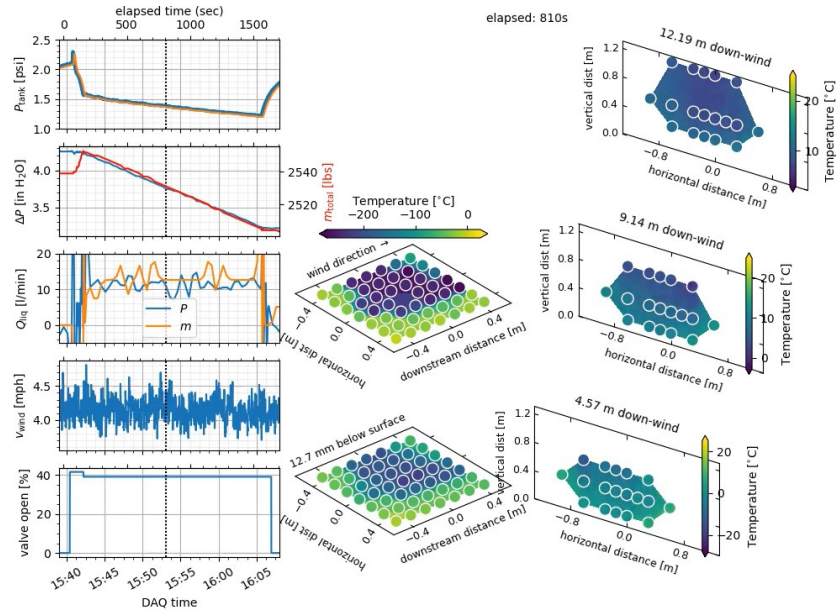 elapsed time (sec)
0 500 1000 1500
elapsed: 810s
2.5
2.0
1.5
1.0
P_tank [psi]
4.0
3.5
ΔP [in H₂O]
2540
2520
m_total [lbs]
20
10
0
Q_liq [l/min]
P
m
4.5
4.0
v_wind [mph]
40
20
0
valve open [%]
15:40 15:45 15:50 15:55 16:00 16:05
DAQ time
Temperature [°C]
−200 −100 0
wind direction →
−0.4 0.0 0.4
horizontal dist [m]
−0.4 0.0 0.4
downstream distance [m]
12.7 mm below surface
−0.4 0.0 0.4
horizontal dist [m]
−0.4 0.0 0.4
downstream distance [m]
12.19 m down-wind
1.2
0.8
0.4
0.0
vertical dist [m]
−0.8 0.0 0.8
horizontal distance [m]
20
10
Temperature [°C]
9.14 m down-wind
1.2
0.8
0.4
0.0
vertical dist [m]
−0.8 0.0 0.8
horizontal distance [m]
20
10
0
Temperature [°C]
4.57 m down-wind
1.2
0.8
0.4
0.0
vertical dist [m]
−0.8 0.0 0.8
horizontal distance [m]
20
0
−20
Temperature [°C]